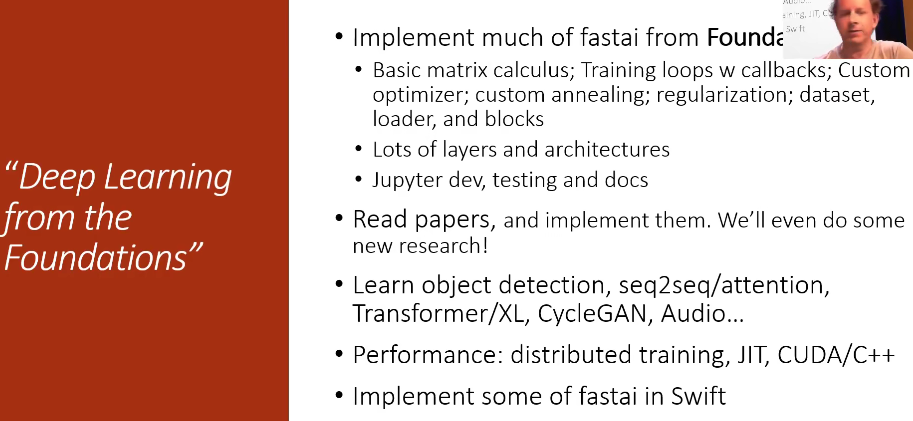 "Deep Learning
from the
Foundations"
• Implement much of fastai from
• Basic matrix calculus; Training loops w callbacks; Custom
optimizer; custom annealing; regularization; dataset,
loader, and blocks
• Lots of layers and architectures
• Jupyter dev, testing and docs
• Read papers, and implement them. We'll even do some
new research!
• Learn object detection, seq2seq/attention,
Transformer/XL, CycleGAN, Audio…
• Performance: distributed training, JIT, CUDA/C++
• Implement some of fastai in Swift
Swift